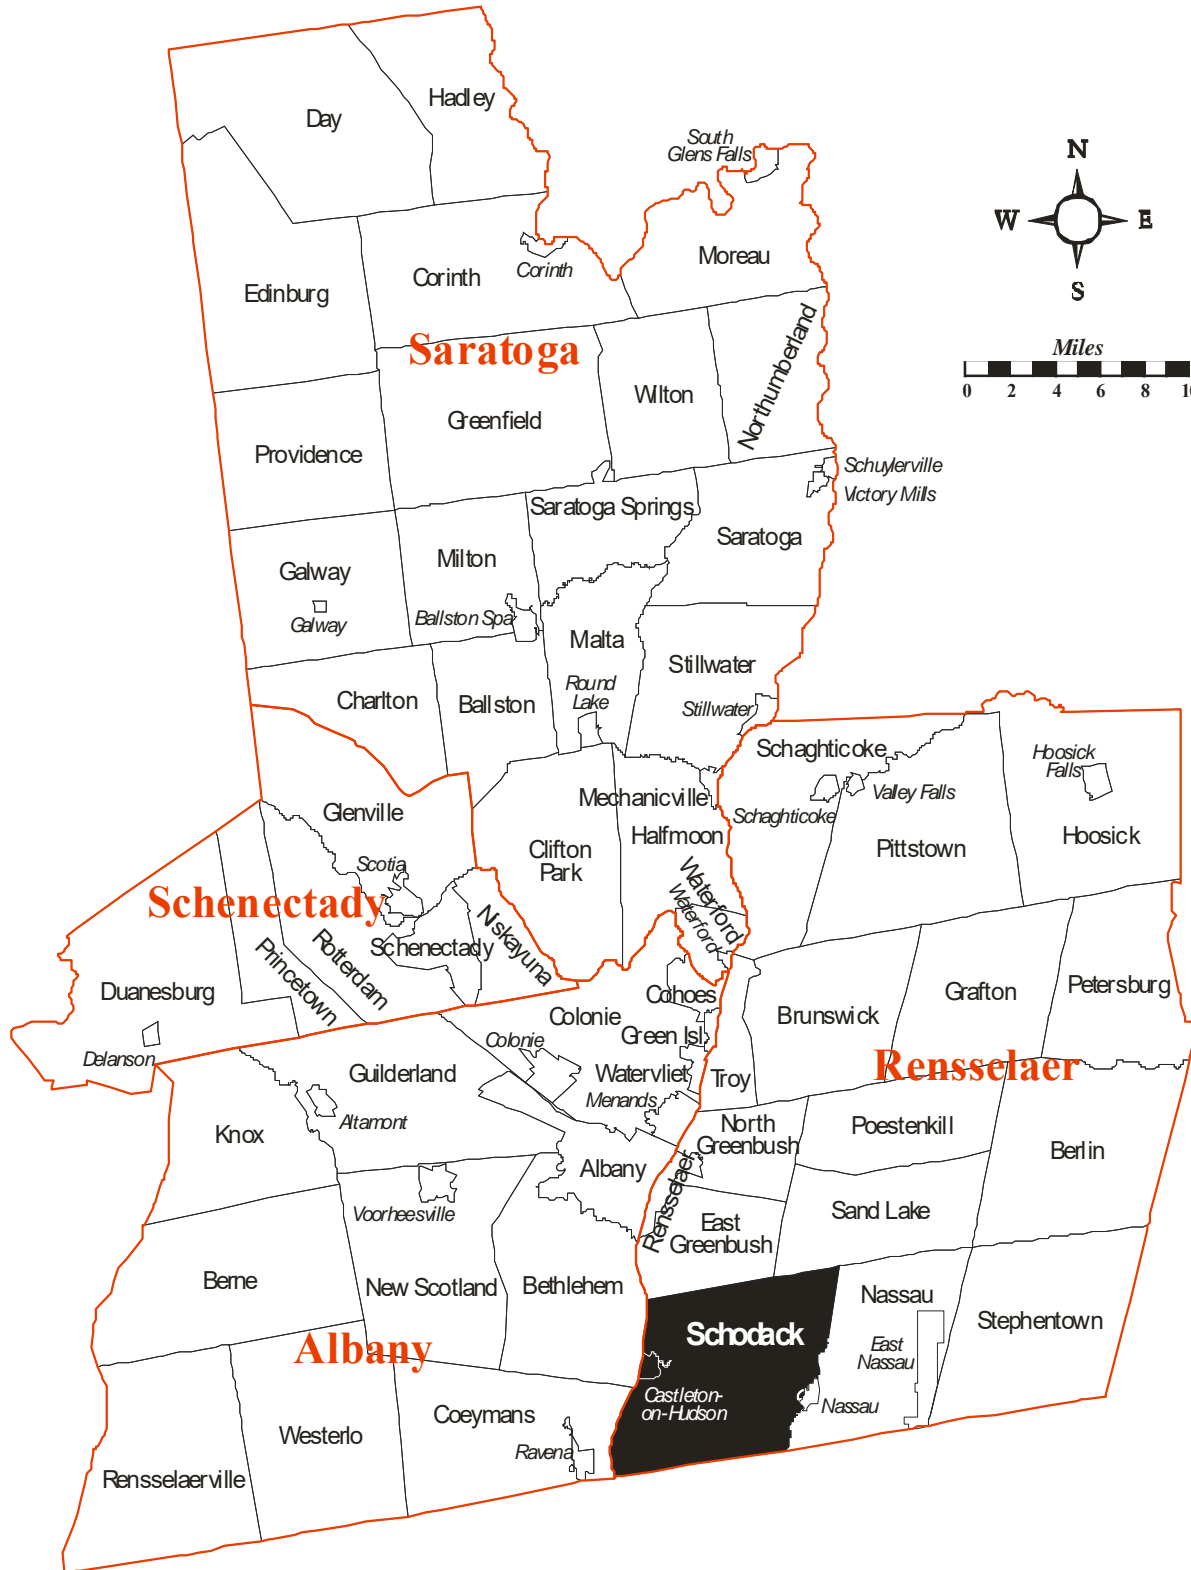 Hadley
Day
South
Glens Falls
N
W
E
S
Moreau
Corinth
Corinth
Edinburg
Saratoga
Miles
0 2 4 6 8 10
Northumberland
Wilton
Greenfield
Providence
Schuylerville
Victory Mills
Saratoga Springs
Saratoga
Milton
Galway
Galway
Ballston Spa
Malta
Stillwater
Round
Lake
Stillwater
Charlton
Ballston
Schaghticoke
Hoosick
Falls
Valley Falls
Schaghticoke
Mechanicville
Glenville
Halfmoon
Hoosick
Pittstown
Clifton
Park
Scotia
Waterford
Waterford
Schenectady
Niskayuna
Schenectady
Rotterdam
Princetown
Duanesburg
Cohoes
Petersburg
Grafton
Brunswick
Colonie
Green Isl.
Colonie
Delanson
Rensselaer
Guilderland
Watervliet
Troy
Menands
Altamont
Knox
North
Greenbush
Poestenkill
Berlin
Albany
Rensselaer
Voorheesville
Sand Lake
East
Greenbush
Berne
New Scotland
Bethlehem
Nassau
Stephentown
Schodack
Albany
East
Nassau
Castleton-
on-Hudson
Nassau
Coeymans
Westerlo
Ravena
Rensselaerville